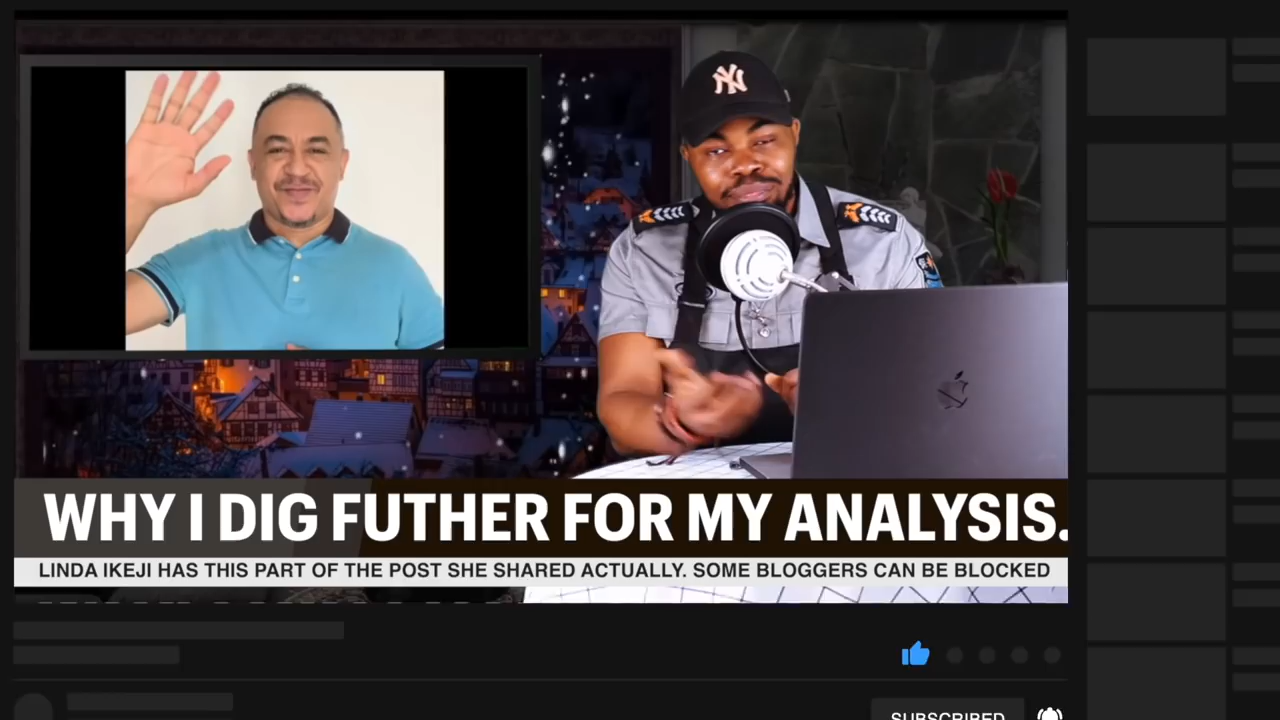 NY
WHY I DIG FUTHER FOR MY ANALYSIS.
LINDA IKEJI HAS THIS PART OF THE POST SHE SHARED ACTUALLY. SOME BLOGGERS CAN BE BLOCKED
SUBSCRIBED